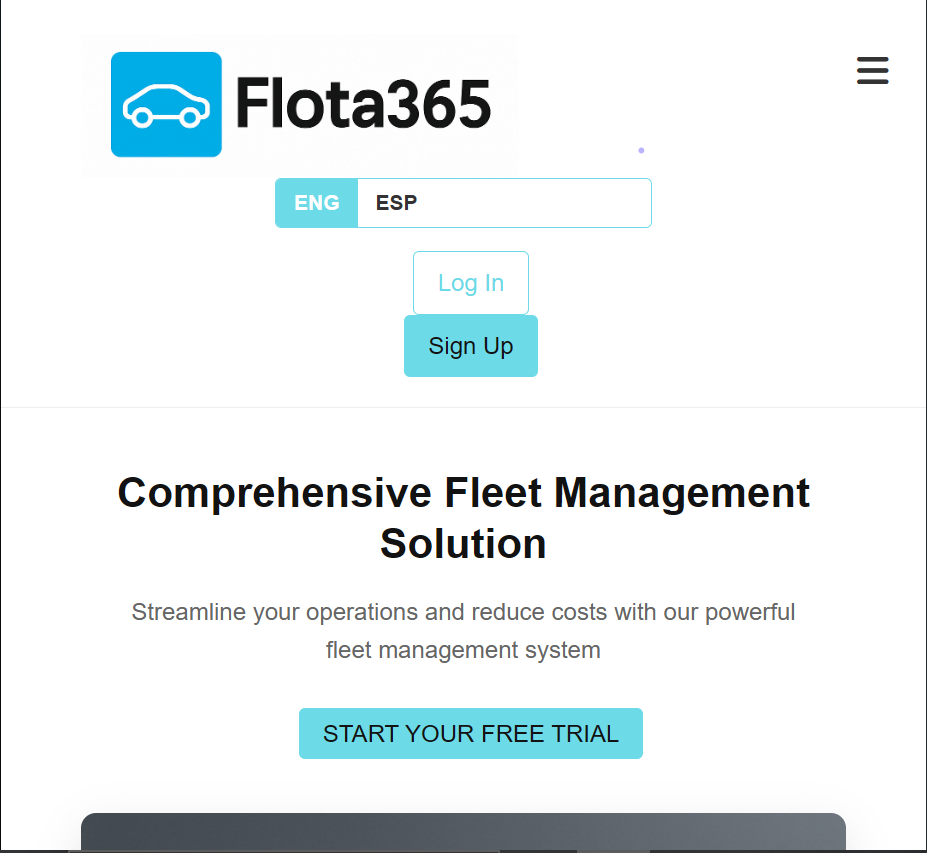 Flota365
ENG ESP
Log In
Sign Up
Comprehensive Fleet Management
Solution
Streamline your operations and reduce costs with our powerful
fleet management system
START YOUR FREE TRIAL